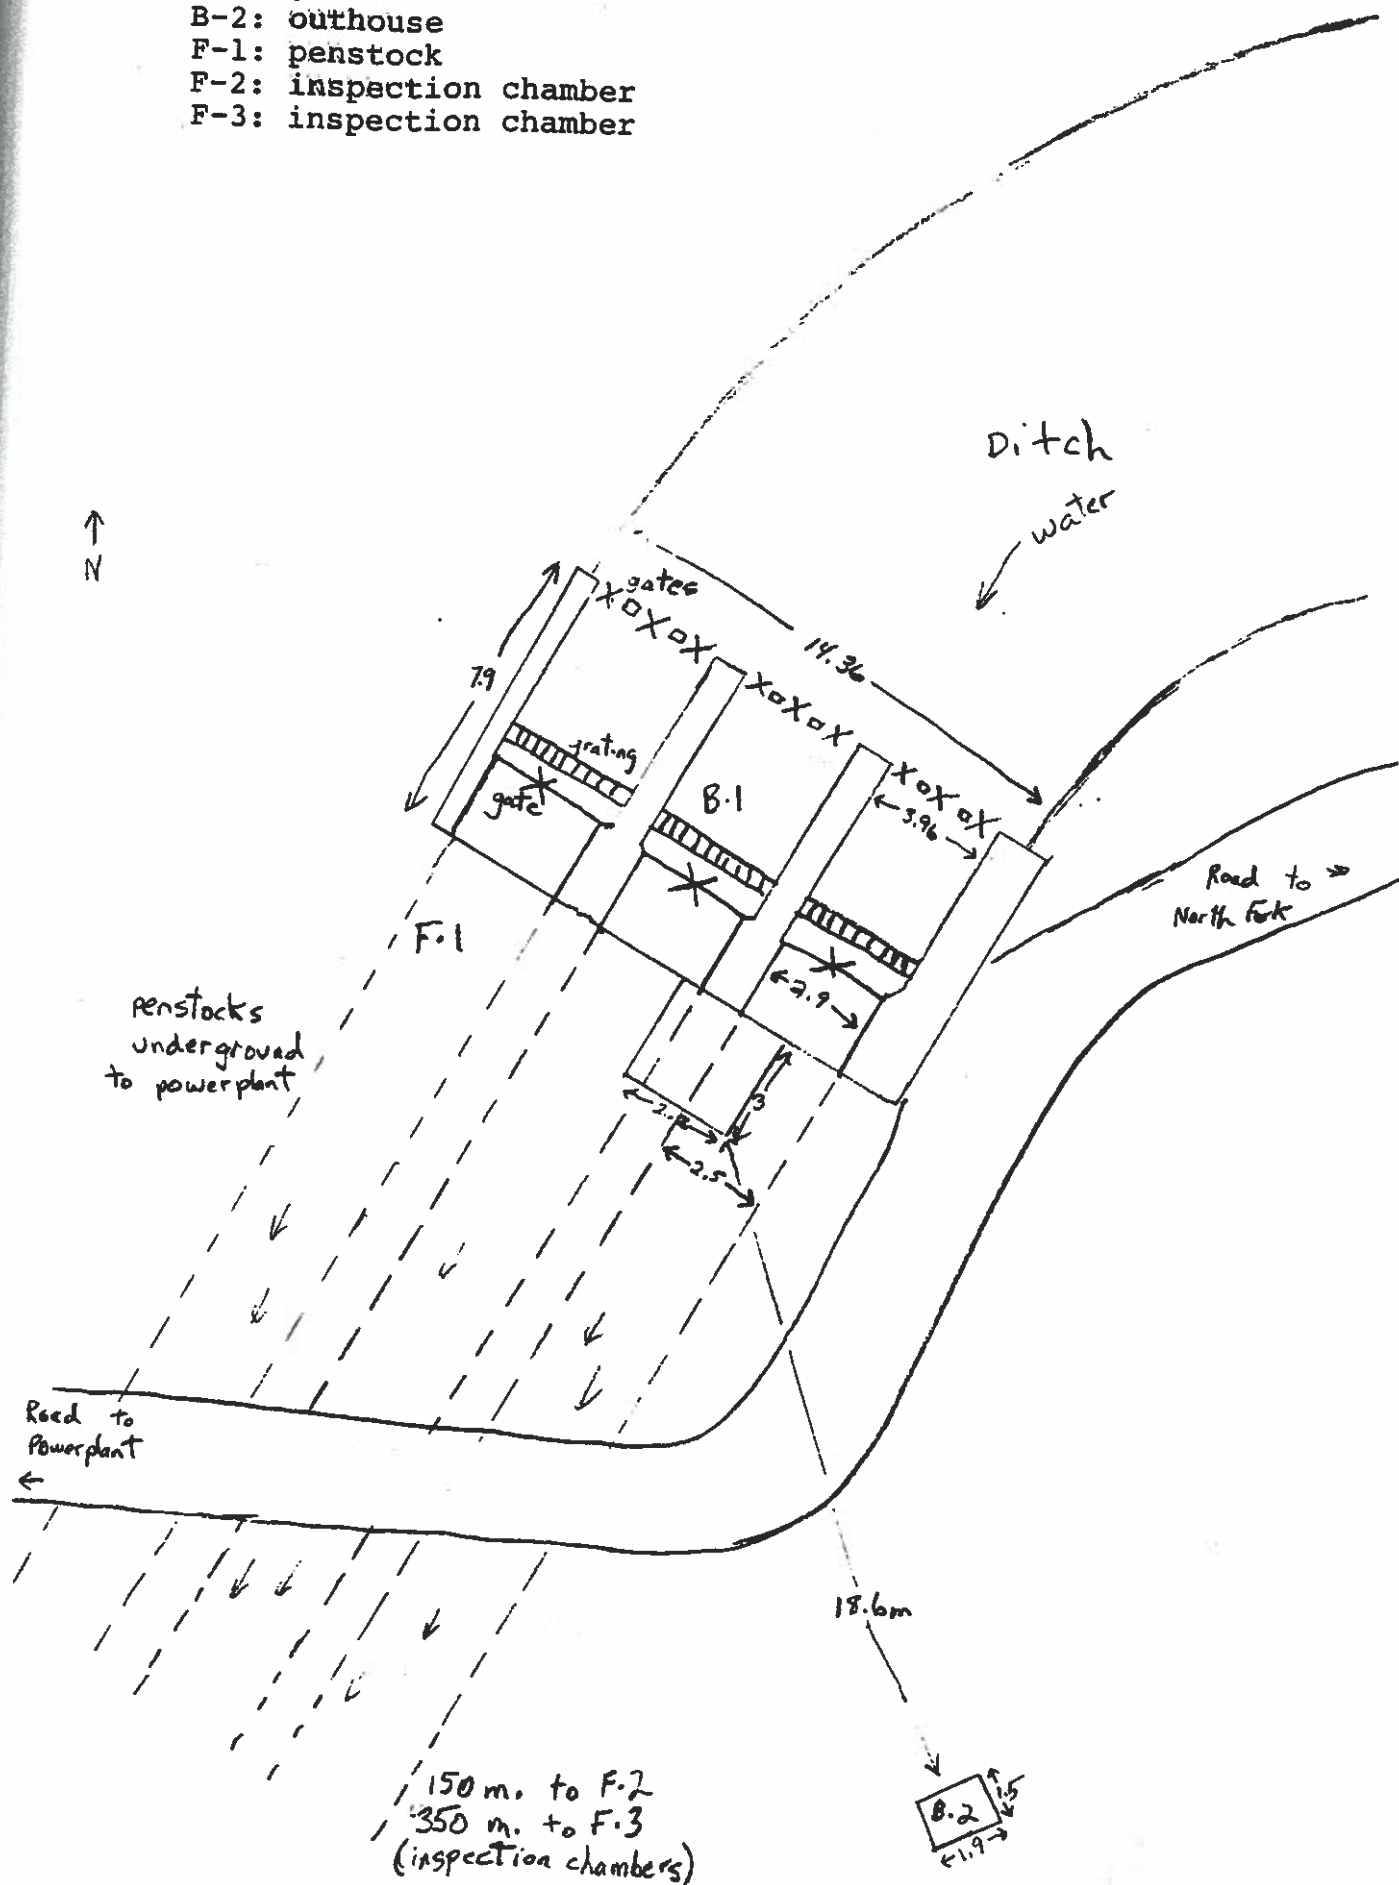 B-2: outhouse
F-1: penstock
F-2: inspection chamber
F-3: inspection chamber
Ditch
water
N
gates
14.36
7.9
grating
gate
B.1
3.96
Road to
North Fork
F.1
2.9
penstocks
underground
to powerplant
3
2.5
Road to
Powerplant
18.6m
150 m. to F.2
350 m. to F.3
(inspection chambers)
B.2
1.5
1.9